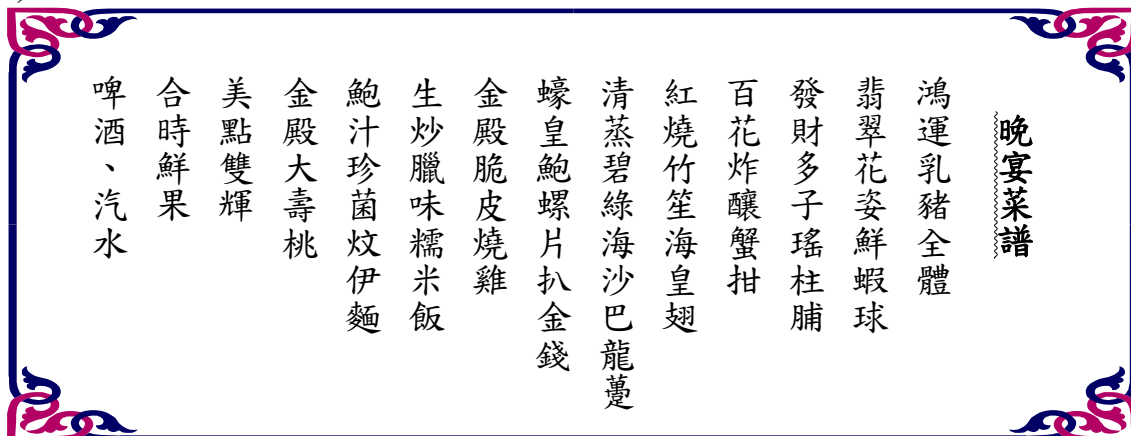 晚宴菜譜
鴻運乳豬全體
翡翠花姿鮮蝦球
發財多子瑤柱脯
百花炸釀蟹拑
紅燒竹笙海皇翅
清蒸碧綠海沙巴龍躉
蠔皇鮑螺片扒金錢
金殿脆皮燒雞
生炒臘味糯米飯
鮑汁珍菌炆伊麵
金殿大壽桃
美點雙輝
合時鮮果
啤酒、汽水